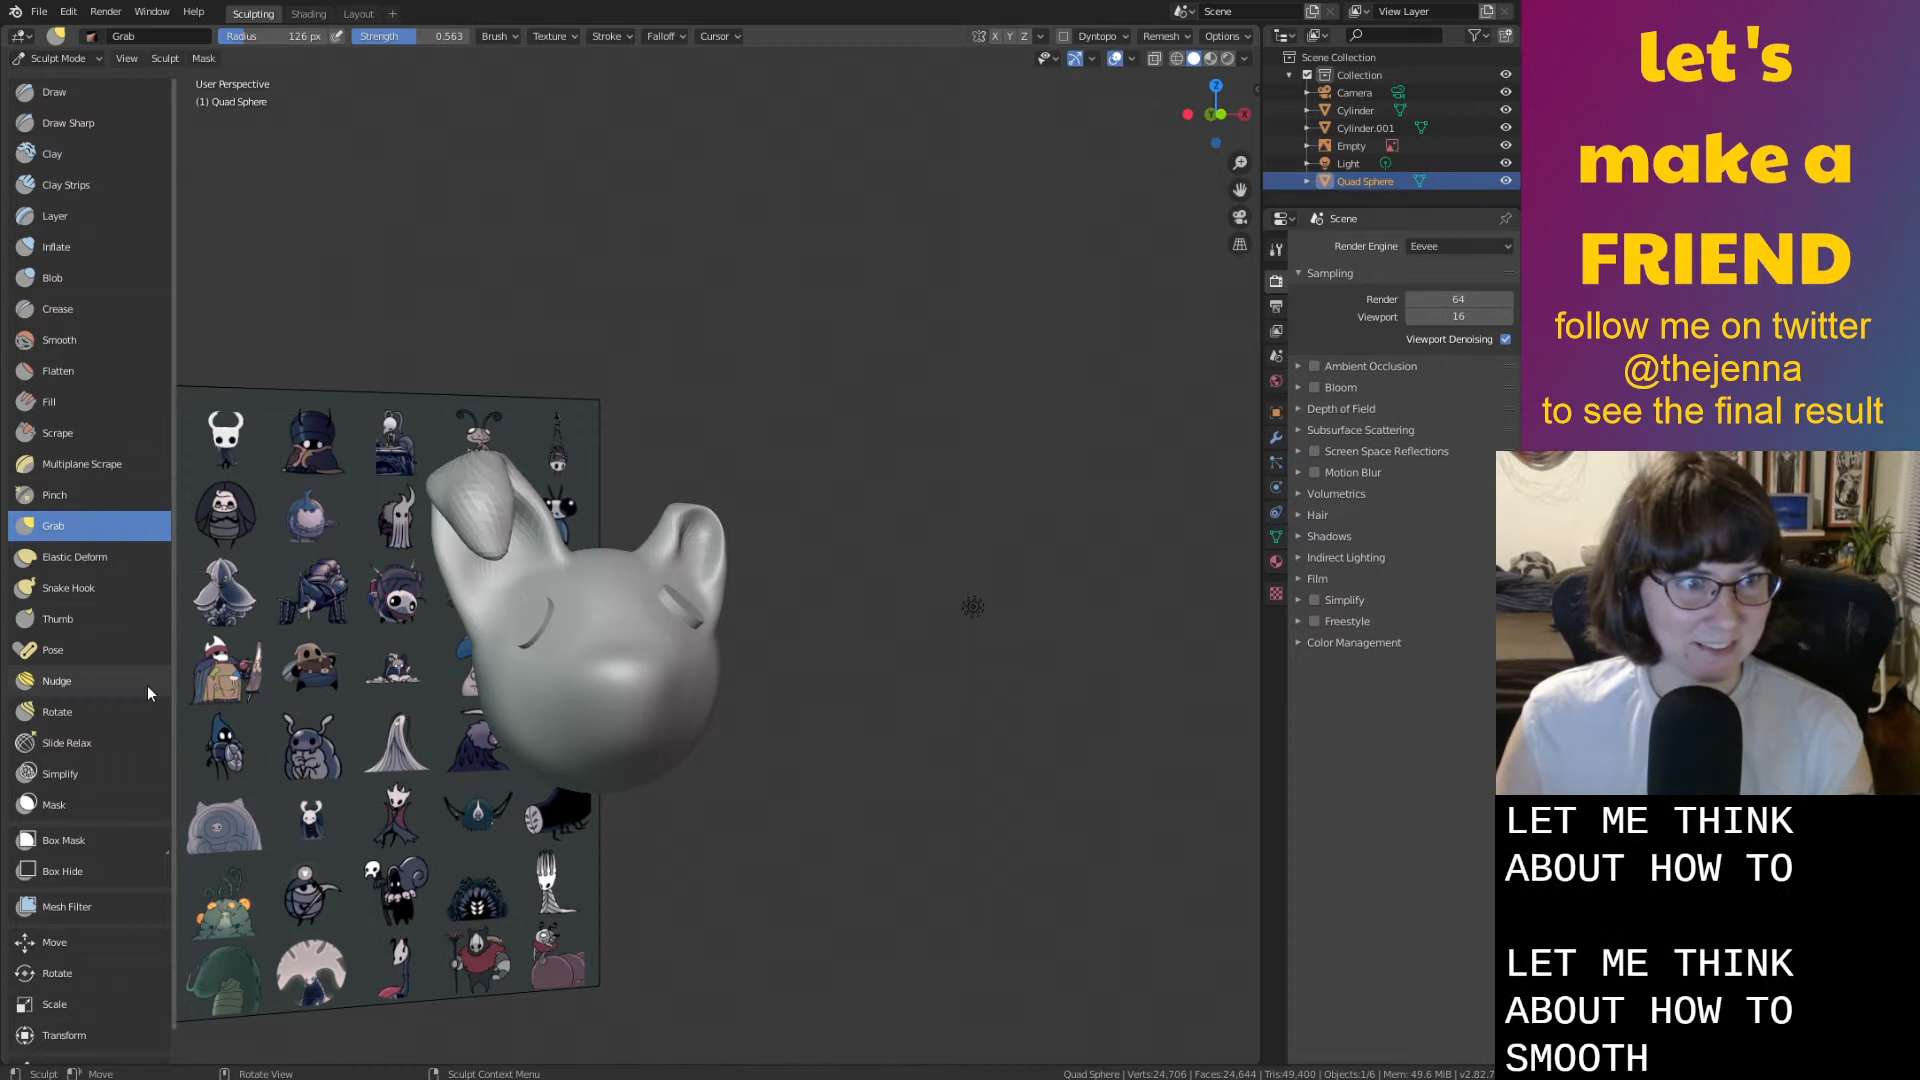 File Edit Render Window Help Sculpting Shading Layout + Scene View Layer
Grab Radius 126 px Strength 0.563 Brush Texture Stroke Falloff Cursor X Y Z Dyntopo Remesh Options
Sculpt Mode View Sculpt Mask
User Perspective
(1) Quad Sphere
Draw
Draw Sharp
Clay
Clay Strips
Layer
Inflate
Blob
Crease
Smooth
Flatten
Fill
Scrape
Multiplane Scrape
Pinch
Grab
Elastic Deform
Snake Hook
Thumb
Pose
Nudge
Rotate
Slide Relax
Simplify
Mask
Box Mask
Box Hide
Mesh Filter
Move
Rotate
Scale
Transform
Z
Y
X
Scene Collection
Collection
Camera
Cylinder
Cylinder.001
Empty
Light
Quad Sphere
Scene
Render Engine Eevee
Sampling
Render 64
Viewport 16
Viewport Denoising
Ambient Occlusion
Bloom
Depth of Field
Subsurface Scattering
Screen Space Reflections
Motion Blur
Volumetrics
Hair
Shadows
Indirect Lighting
Film
Simplify
Freestyle
Color Management
let's
make a
FRIEND
follow me on twitter
@thejenna
to see the final result
LET ME THINK
ABOUT HOW TO
LET ME THINK
ABOUT HOW TO
SMOOTH
Sculpt Move Rotate View Sculpt Context Menu Quad Sphere | Verts:24,706 | Faces:24,644 | Tris:49,400 | Objects:1/6 | Mem: 49.6 MiB | v2.82.7